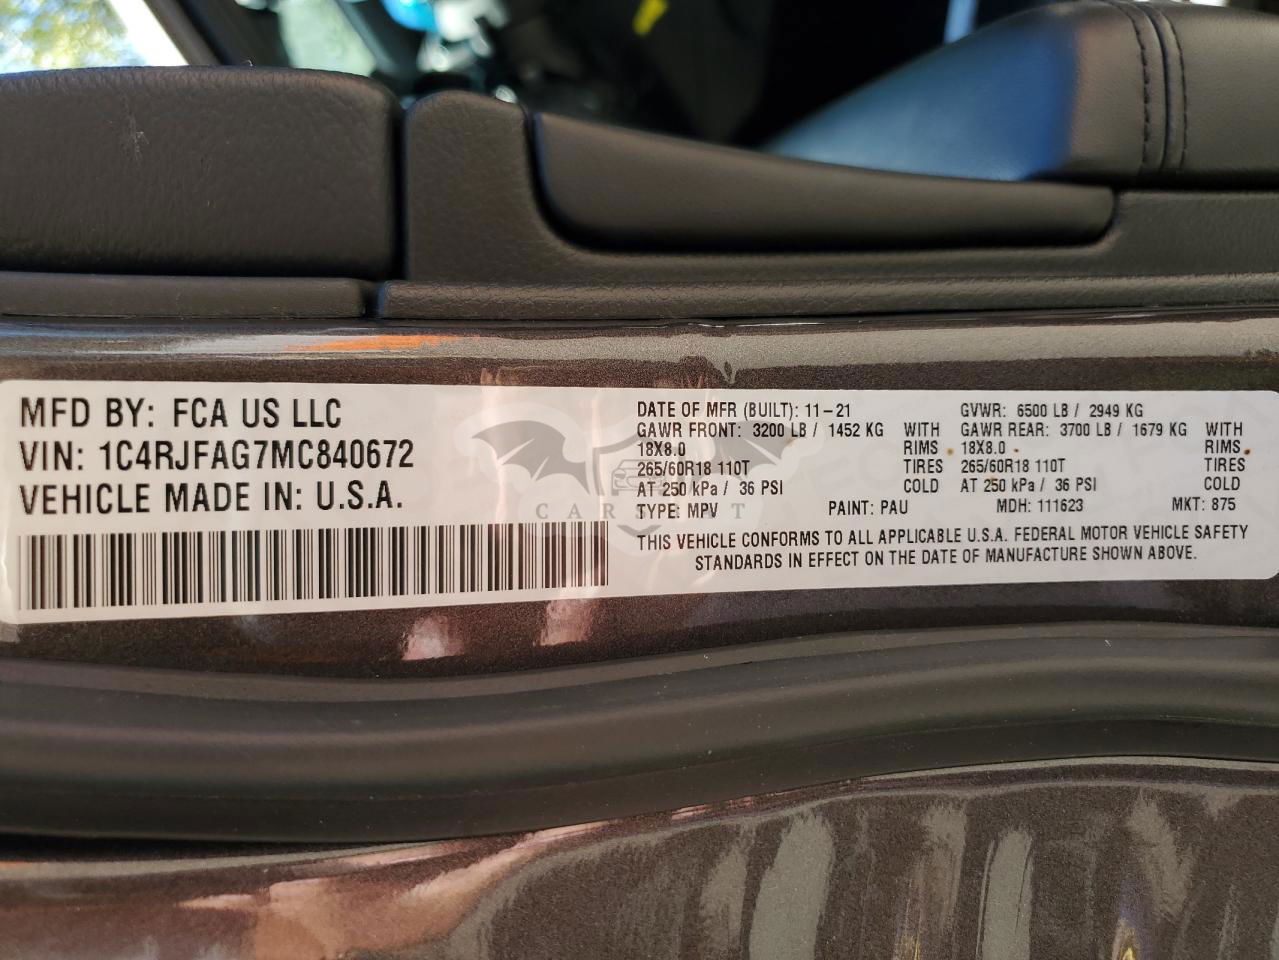 MFD BY: FCA US LLC
VIN: 1C4RJFAG7MC840672
VEHICLE MADE IN: U.S.A.
DATE OF MFR (BUILT): 11-21
GAWR FRONT: 3200 LB / 1452 KG WITH
18X8.0 RIMS
265/60R18 110T TIRES
AT 250 kPa / 36 PSI COLD
GVWR: 6500 LB / 2949 KG
GAWR REAR: 3700 LB / 1679 KG WITH
18X8.0 RIMS
265/60R18 110T TIRES
AT 250 kPa / 36 PSI COLD
TYPE: MPV PAINT: PAU MDH: 111623 MKT: 875
THIS VEHICLE CONFORMS TO ALL APPLICABLE U.S.A. FEDERAL MOTOR VEHICLE SAFETY
STANDARDS IN EFFECT ON THE DATE OF MANUFACTURE SHOWN ABOVE.